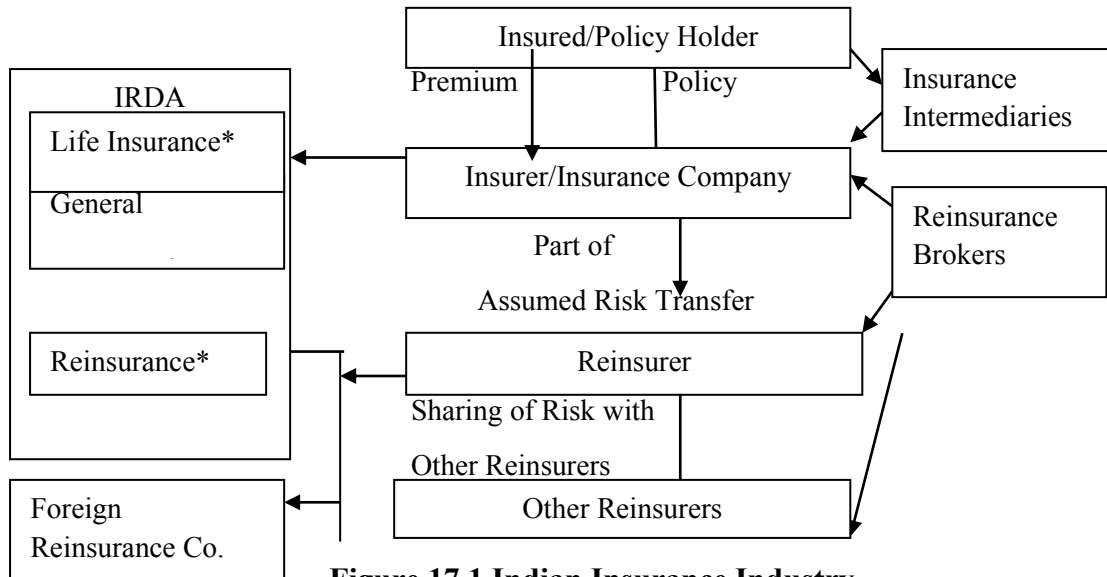 Insured/Policy Holder
Premium
Policy
Insurance
Intermediaries
IRDA
Life Insurance*
General
Insurer/Insurance Company
Reinsurance
Brokers
Part of
Assumed Risk Transfer
Reinsurance*
Reinsurer
Sharing of Risk with
Other Reinsurers
Other Reinsurers
Foreign
Reinsurance Co.
Figure 17.1 Indian Insurance Industry